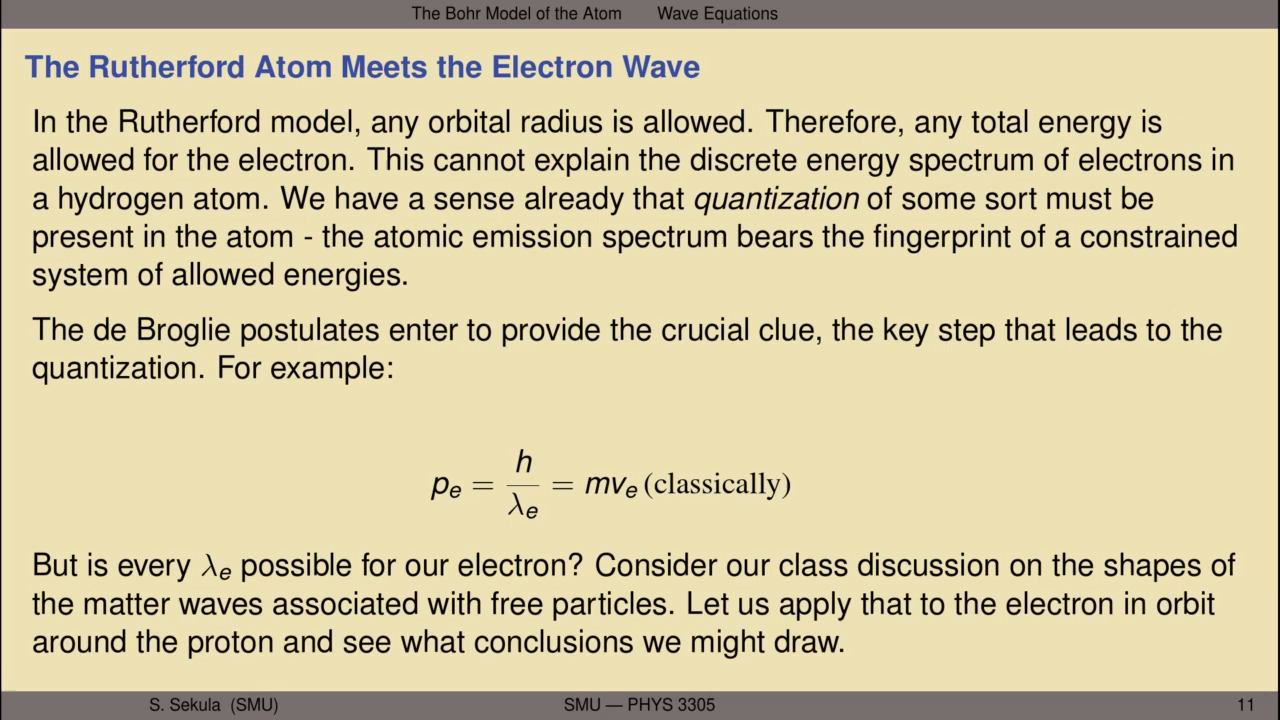 The Bohr Model of the Atom Wave Equations
The Rutherford Atom Meets the Electron Wave
In the Rutherford model, any orbital radius is allowed. Therefore, any total energy is
allowed for the electron. This cannot explain the discrete energy spectrum of electrons in
a hydrogen atom. We have a sense already that quantization of some sort must be
present in the atom - the atomic emission spectrum bears the fingerprint of a constrained
system of allowed energies.
The de Broglie postulates enter to provide the crucial clue, the key step that leads to the
quantization. For example:
pₑ = h / λₑ = mvₑ (classically)
But is every λₑ possible for our electron? Consider our class discussion on the shapes of
the matter waves associated with free particles. Let us apply that to the electron in orbit
around the proton and see what conclusions we might draw.
S. Sekula (SMU) SMU — PHYS 3305 11